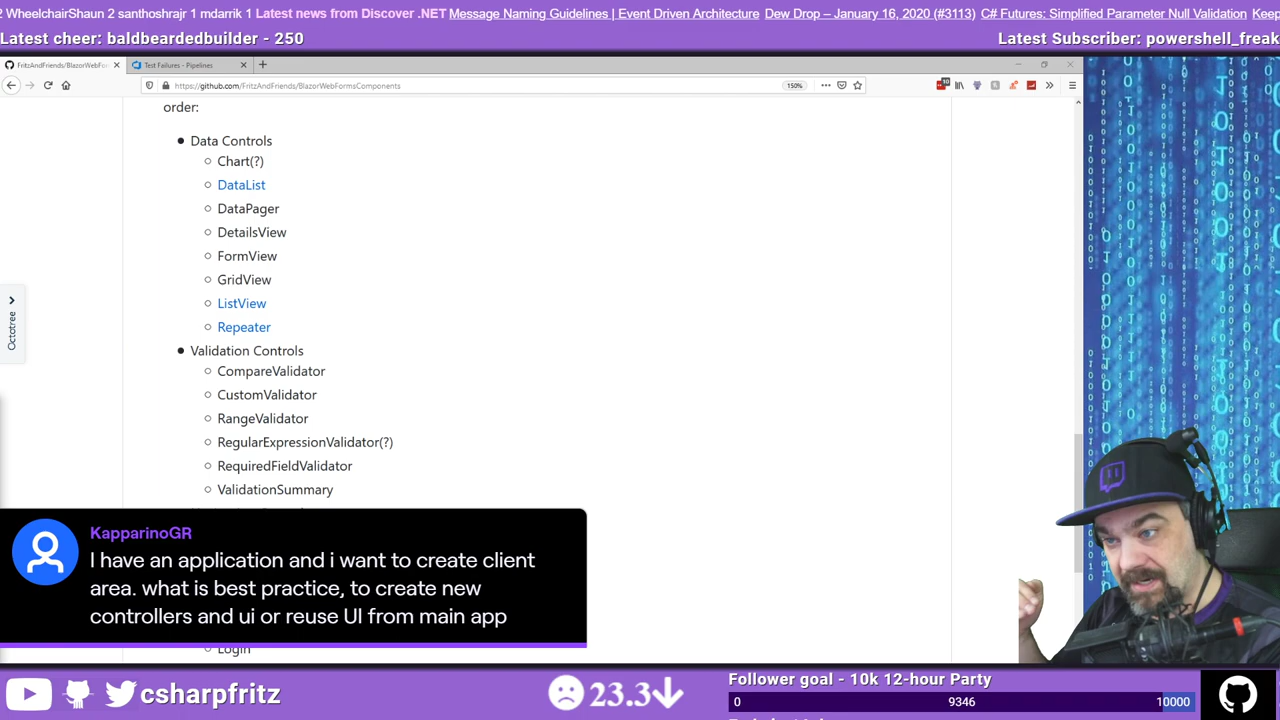 2 WheelchairShaun 2 santhoshrajr 1 mdarrik 1 Latest news from Discover .NET Message Naming Guidelines | Event Driven Architecture Dew Drop – January 16, 2020 (#3113) C# Futures: Simplified Parameter Null Validation Keep
Latest cheer: baldbeardedbuilder - 250 Latest Subscriber: powershell_freak
FritzAndFriends/BlazorWebForm Test Failures - Pipelines
https://github.com/FritzAndFriends/BlazorWebFormsComponents 150%
order:
Data Controls
Chart(?)
DataList
DataPager
DetailsView
FormView
GridView
ListView
Repeater
Octotree
Validation Controls
CompareValidator
CustomValidator
RangeValidator
RegularExpressionValidator(?)
RequiredFieldValidator
ValidationSummary
KapparinoGR
I have an application and i want to create client
area. what is best practice, to create new
controllers and ui or reuse UI from main app
Login
csharpfritz
23.3
Follower goal - 10k 12-hour Party
0 9346 10000